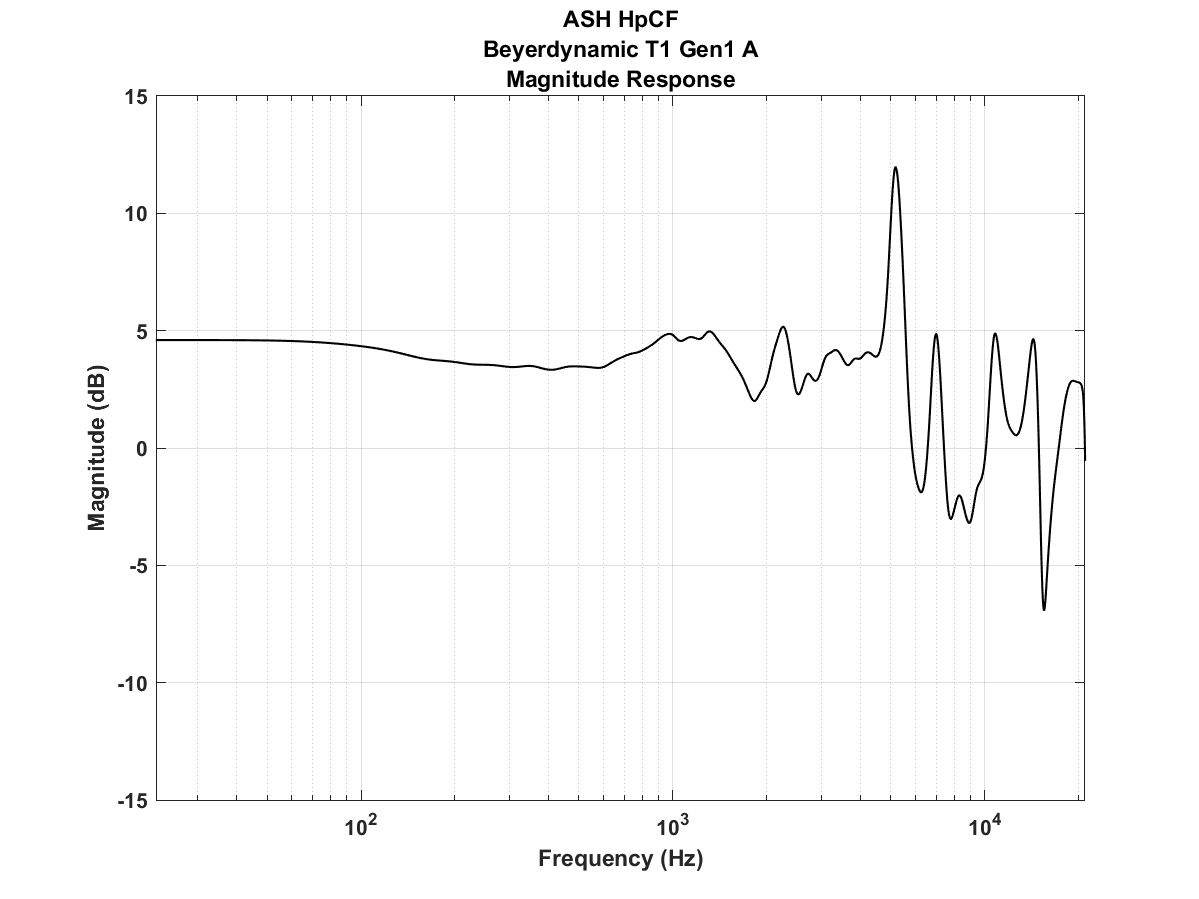 ASH HpCF
Beyerdynamic T1 Gen1 A
Magnitude Response
15
10
5
0
-5
-10
-15
Magnitude (dB)
10²
10³
10⁴
Frequency (Hz)